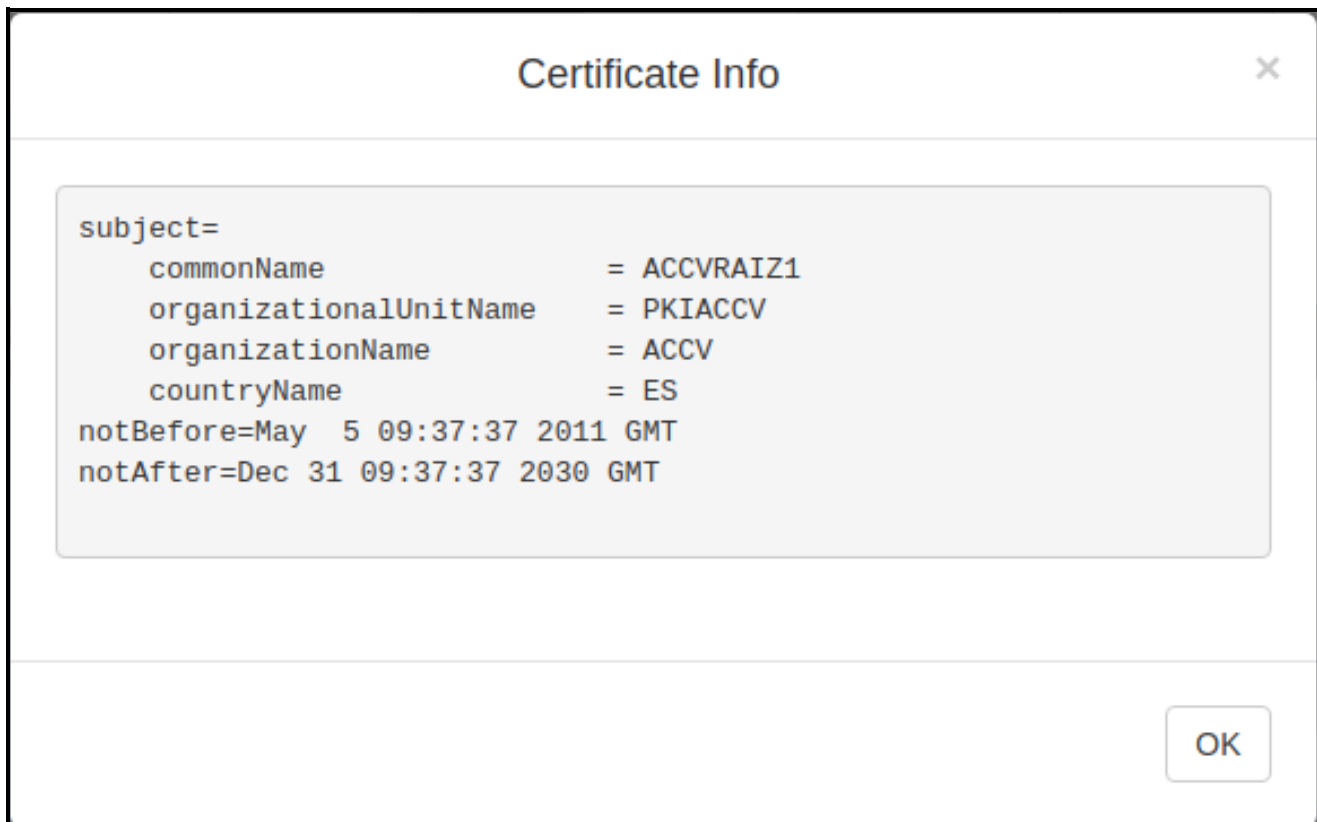 Certificate Info ×
subject=
    commonName                = ACCVRAIZ1
    organizationalUnitName    = PKIACCV
    organizationName          = ACCV
    countryName               = ES
notBefore=May  5 09:37:37 2011 GMT
notAfter=Dec 31 09:37:37 2030 GMT
OK